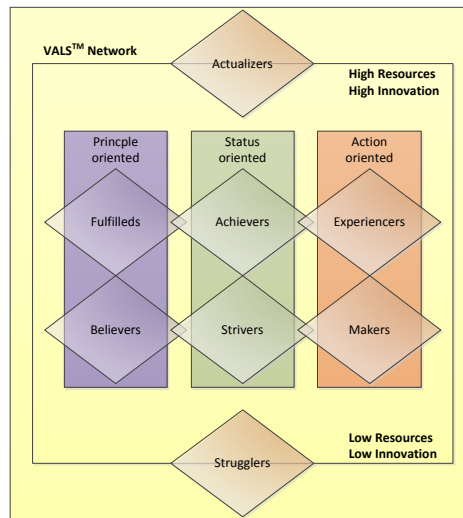 VALS™ Network
Actualizers
High Resources
High Innovation
Princple
oriented
Status
oriented
Action
oriented
Fulfilleds
Achievers
Experiencers
Believers
Strivers
Makers
Low Resources
Low Innovation
Strugglers